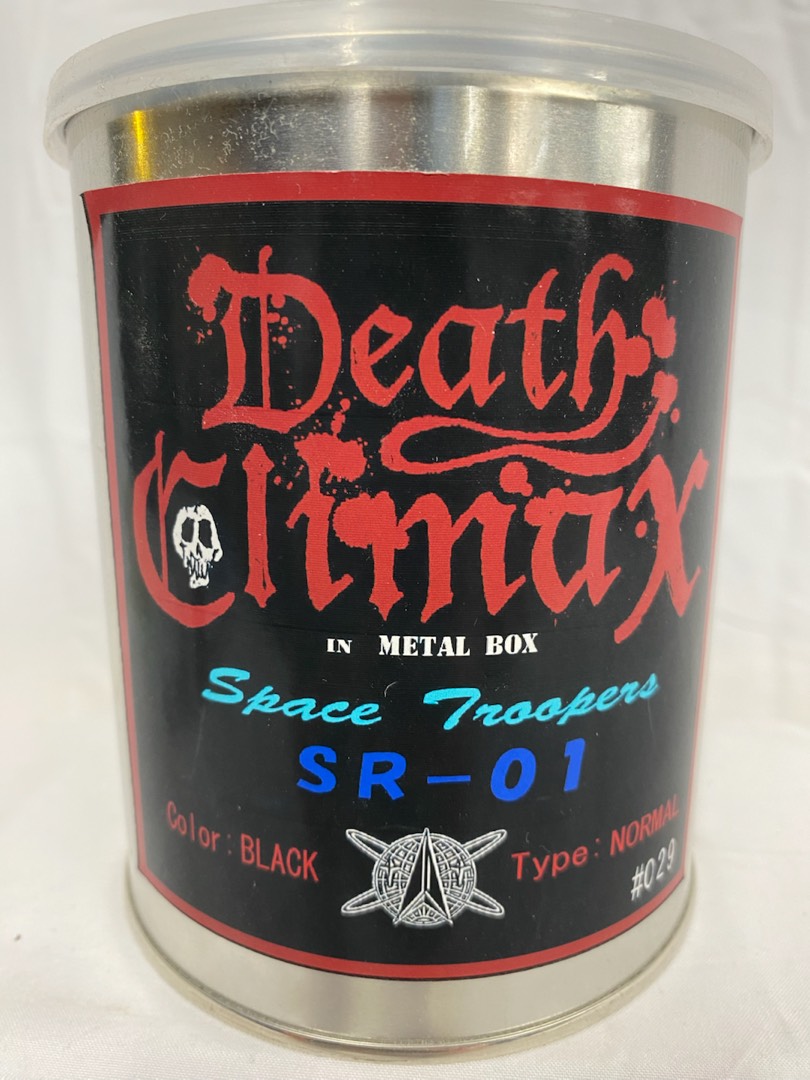 Death
Climax
IN METAL BOX
Space Troopers
SR-01
Color: BLACK
Type: NORMAL
#029